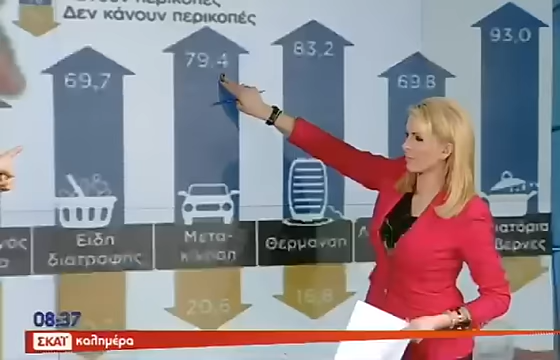 Δεν κάνουν περικοπές
69,7
79,4
83,2
69,8
93,0
Είδη
διατροφής
Μετα-
κίνηση
Θέρμανση
20,6
16,8
08:37
ΣΚΑΪ καλημέρα